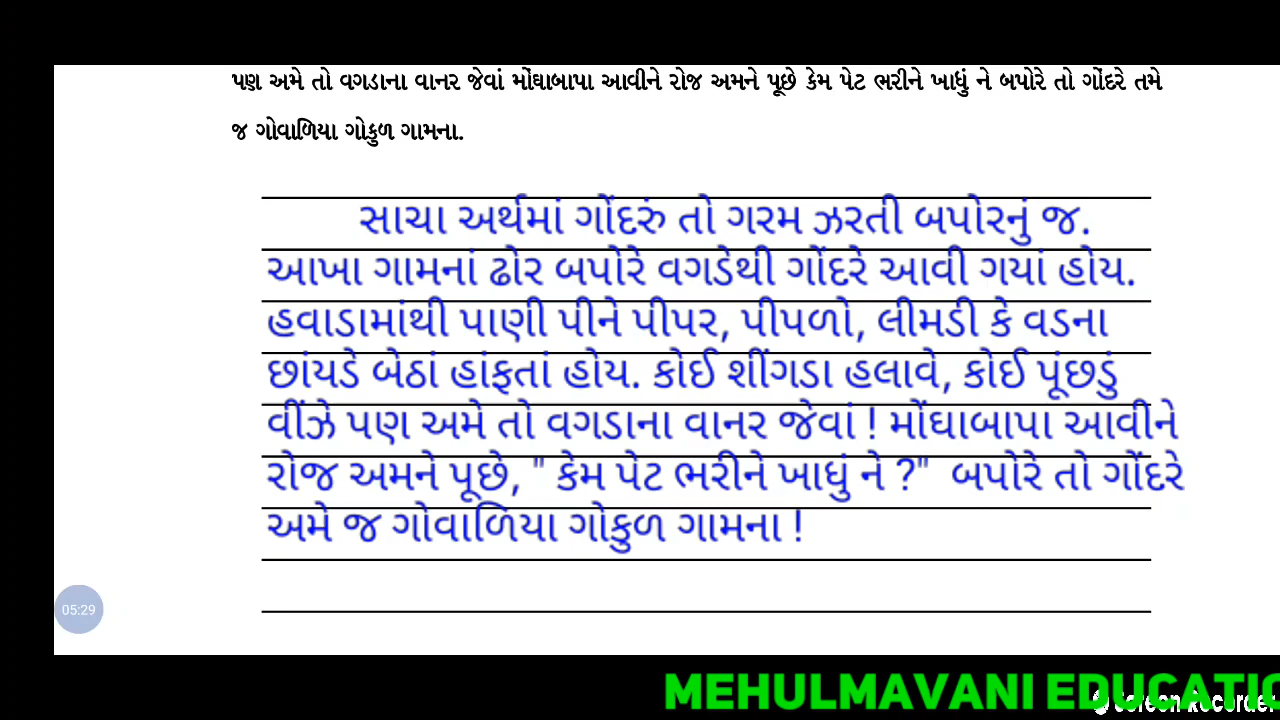 પણ અમે તો વગડાના વાનર જેવાં મોંઘાબાપા આવીને રોજ અમને પૂછે કેમ પેટ ભરીને ખાધું ને બપોરે તો ગોંદરે તમે
જ ગોવાળિયા ગોકુળ ગામના.
સાચા અર્થમાં ગોંદરું તો ગરમ ઝરતી બપોરનું જ.
આખા ગામનાં ઢોર બપોરે વગડેથી ગોંદરે આવી ગયાં હોય.
હવાડામાંથી પાણી પીને પીપર, પીપળો, લીમડી કે વડના
છાંયડે બેઠાં હાંફતાં હોય. કોઈ શીંગડા હલાવે, કોઈ પૂંછડું
વીંઝે પણ અમે તો વગડાના વાનર જેવાં ! મોંઘાબાપા આવીને
રોજ અમને પૂછે, " કેમ પેટ ભરીને ખાધું ને ?" બપોરે તો ગોંદરે
અમે જ ગોવાળિયા ગોકુળ ગામના !
05:29
MEHULMAVANI EDUCATIO
Screen Recorder